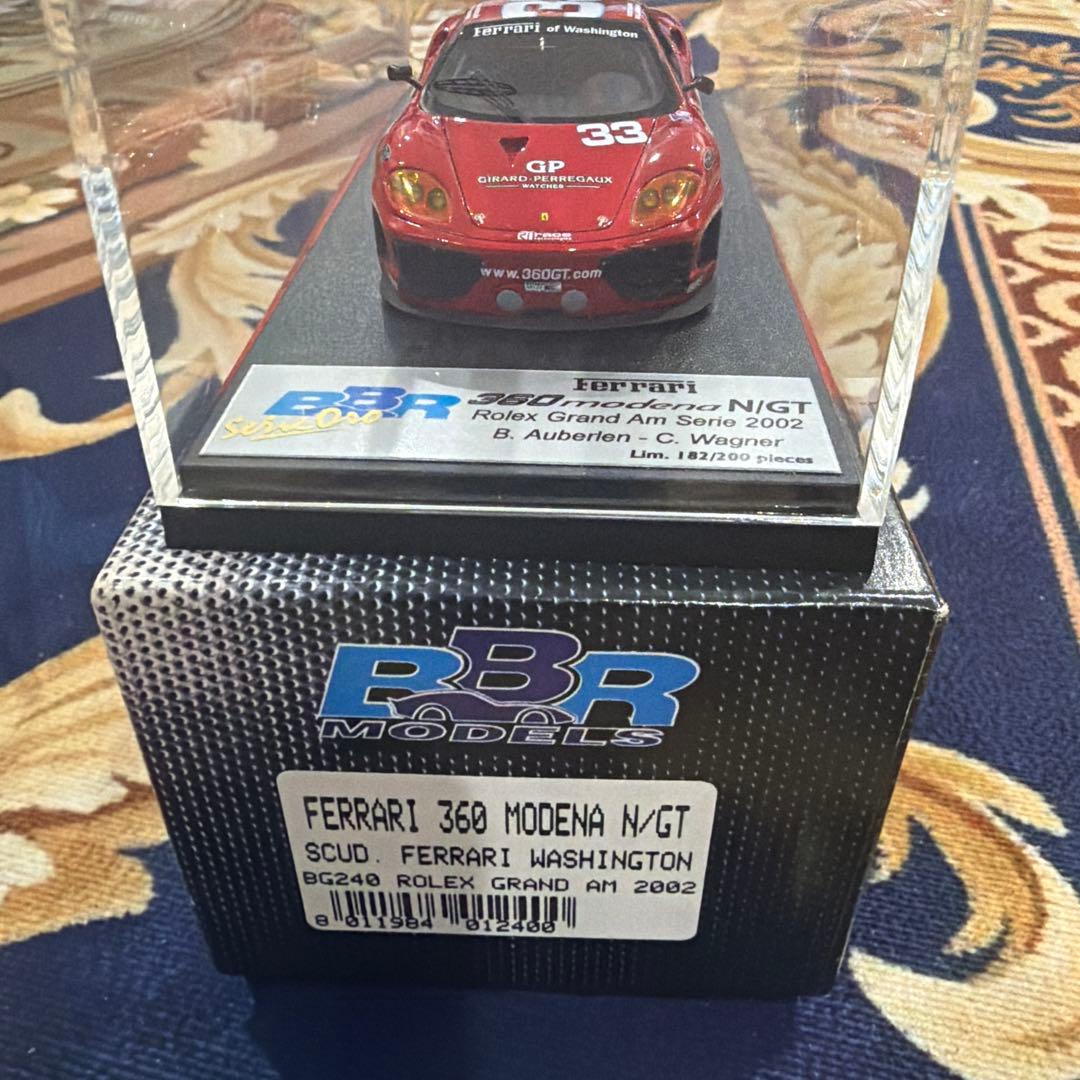 Ferrari of Washington
33
GP
GIRARD-PERREGAUX
WATCHES
race
www.360GT.com
BBR
Serie Oro
Ferrari
360 modena N/GT
Rolex Grand Am Serie 2002
B. Auberlen - C. Wagner
Lim. 182/200 pieces
BBR
MODELS
FERRARI 360 MODENA N/GT
SCUD. FERRARI WASHINGTON
BG240 ROLEX GRAND AM 2002
8 011984 012400